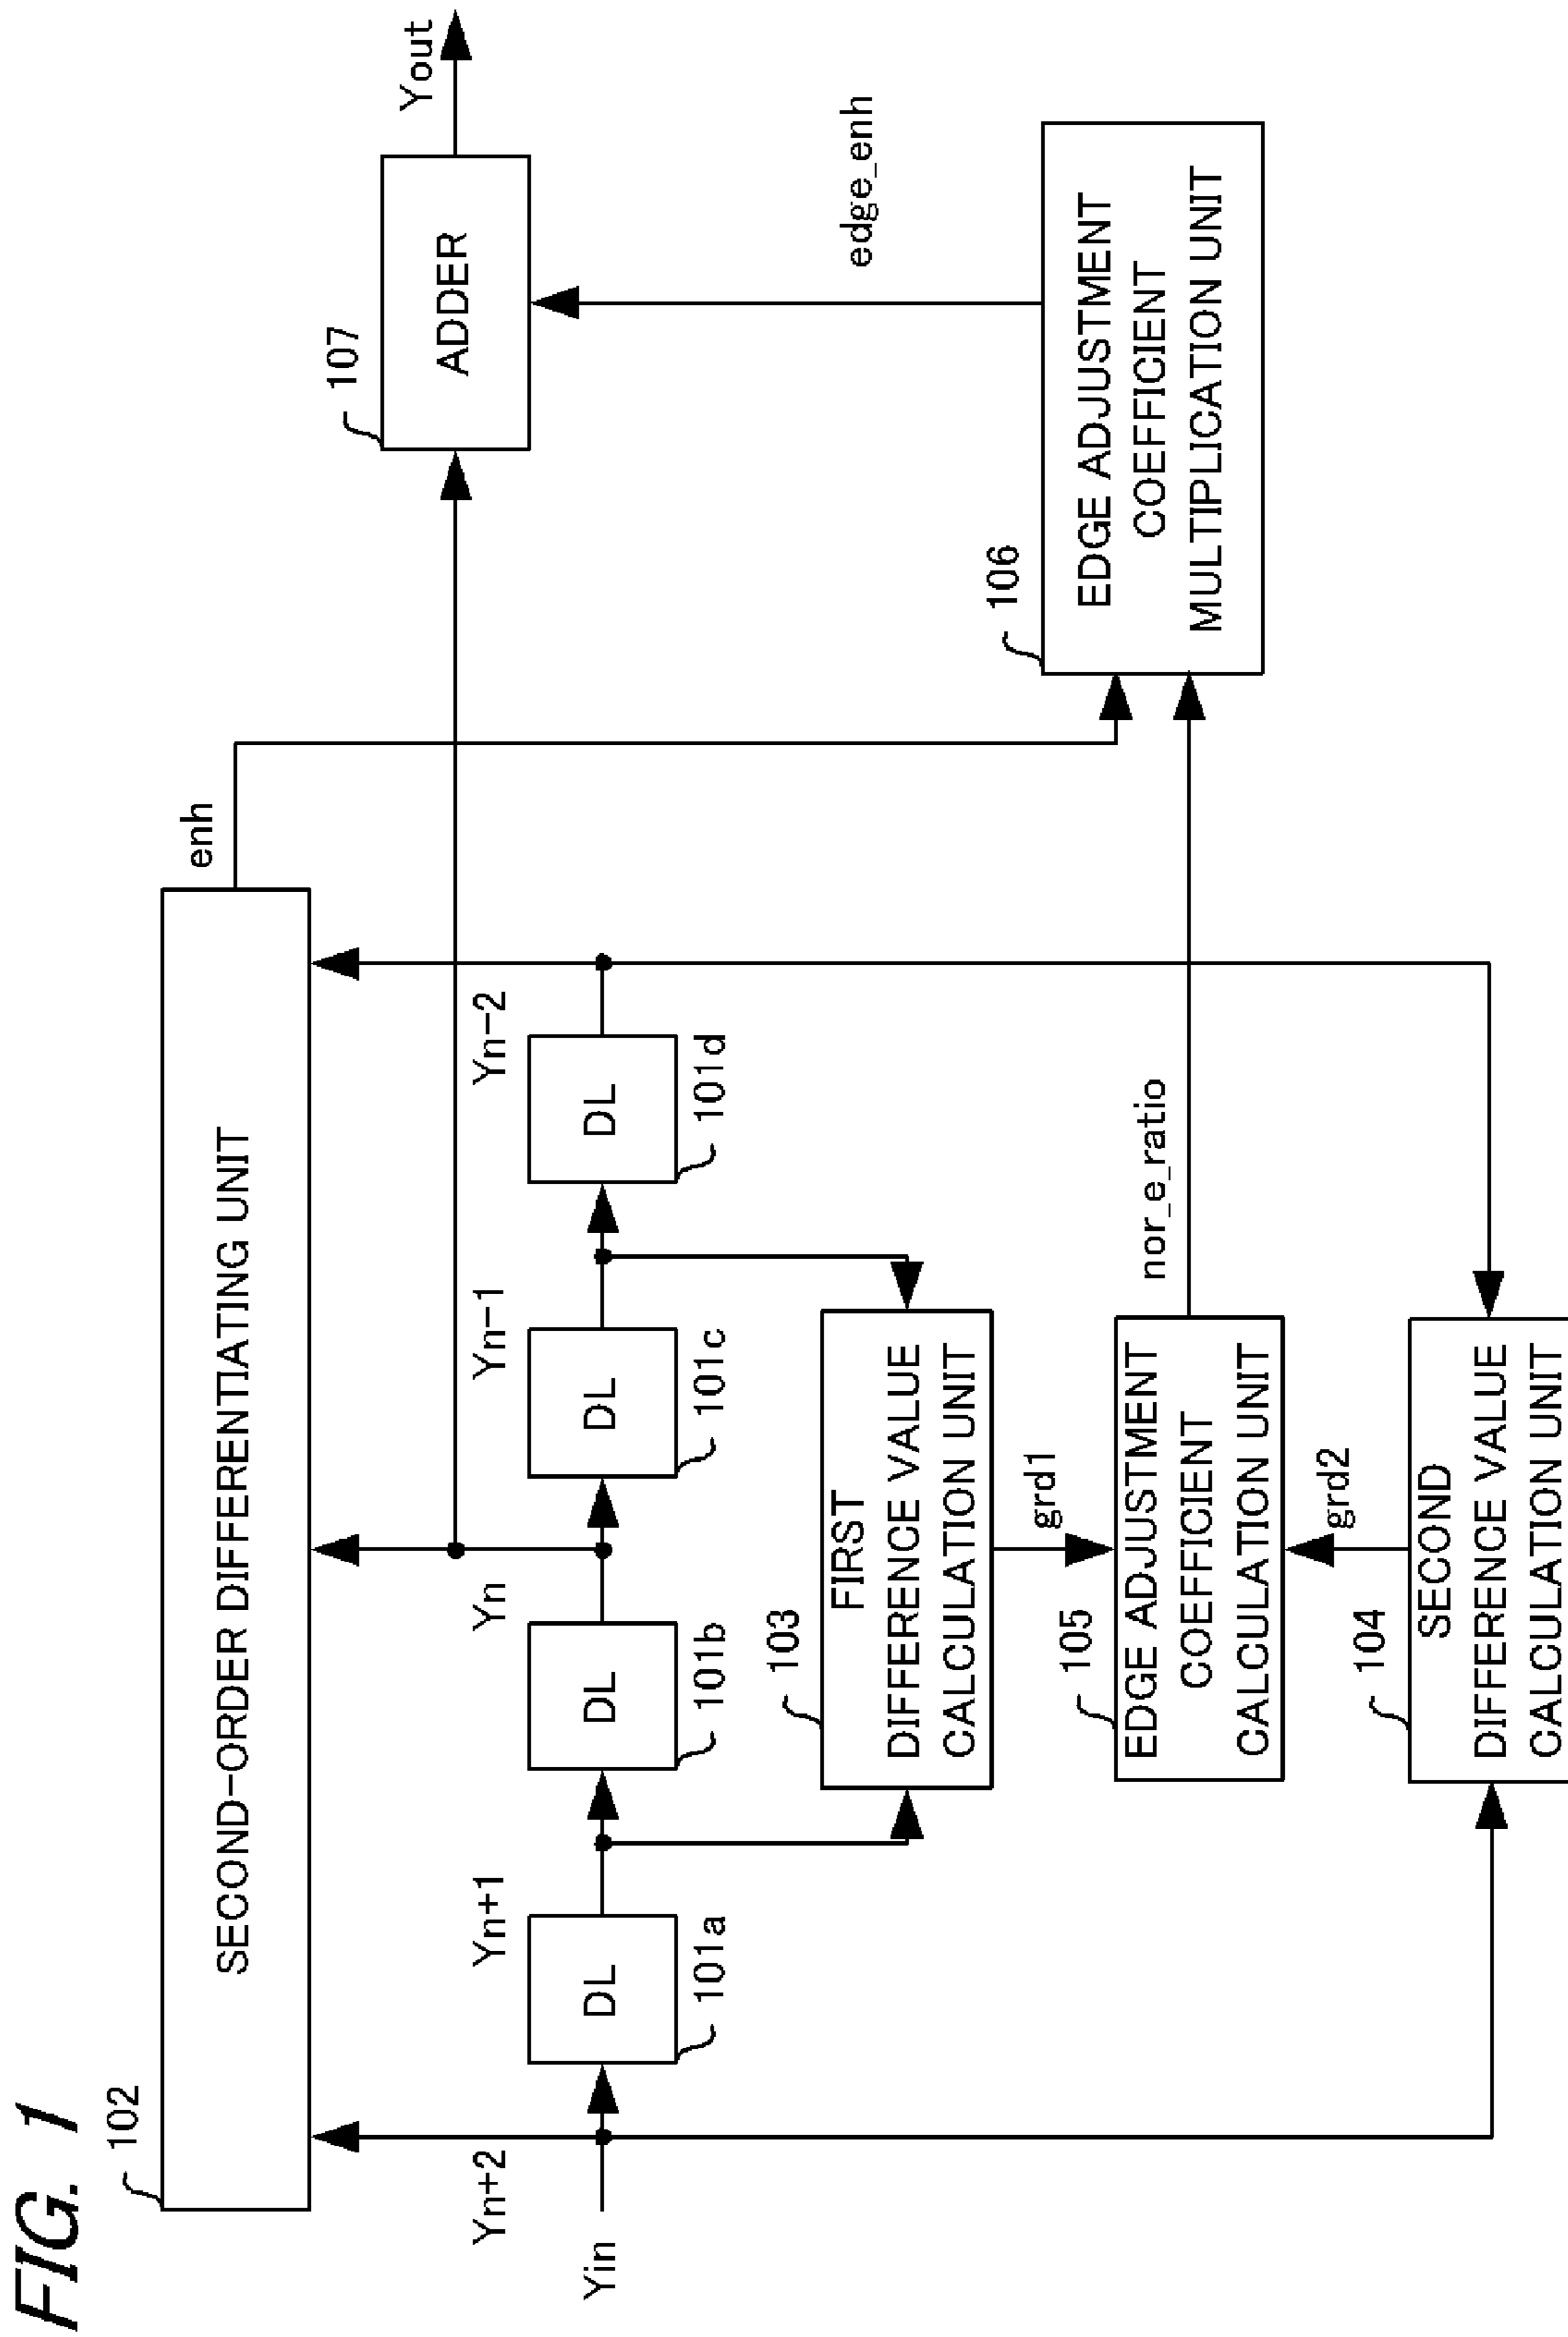 FIG. 1
102
SECOND-ORDER DIFFERENTIATING UNIT
enh
107
ADDER
Yout
Yn+2
Yn+1
Yn
Yn-1
Yn-2
Yin
DL
DL
DL
DL
101a
101b
101c
101d
edge_enh
103
FIRST
DIFFERENCE VALUE
CALCULATION UNIT
grd1
106
EDGE ADJUSTMENT
COEFFICIENT
MULTIPLICATION UNIT
105
EDGE ADJUSTMENT
COEFFICIENT
CALCULATION UNIT
nor_e_ratio
grd2
104
SECOND
DIFFERENCE VALUE
CALCULATION UNIT